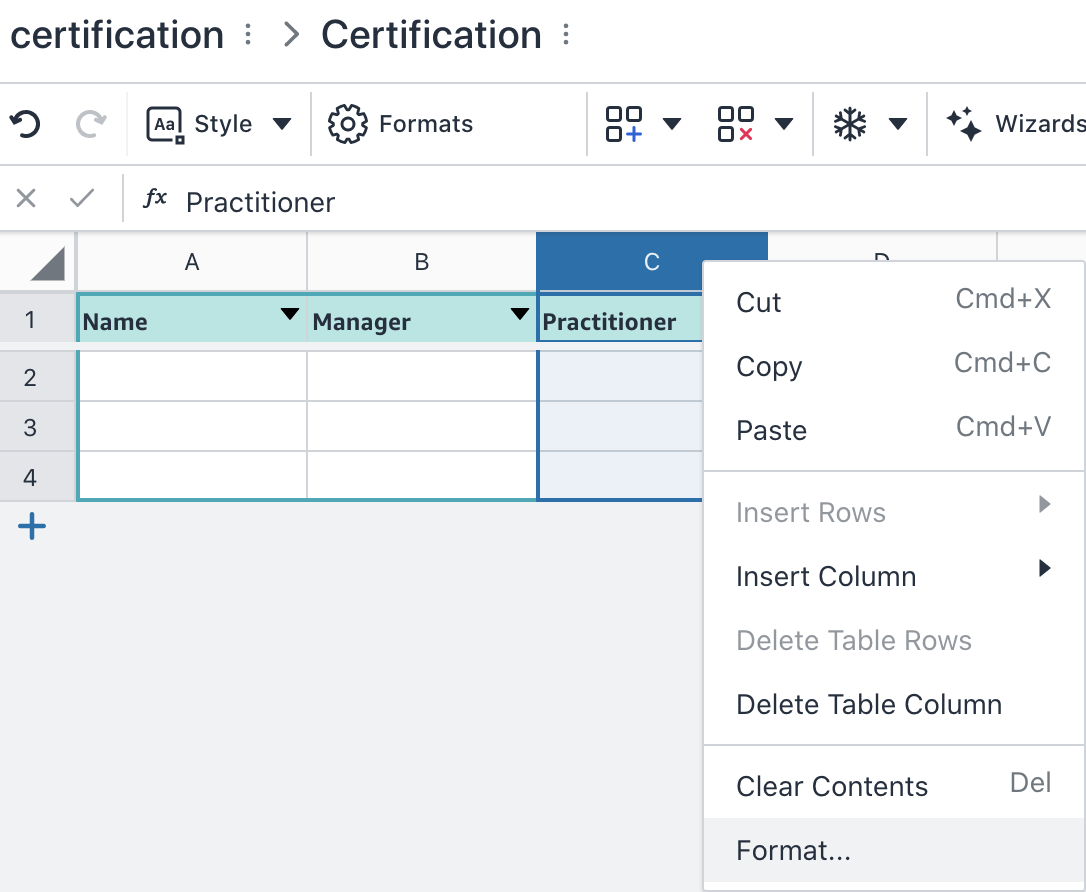 certification > Certification
Aa Style Formats Wizards
fx Practitioner
A B C D
1 Name Manager Practitioner
2
3
4
Cut Cmd+X
Copy Cmd+C
Paste Cmd+V
Insert Rows
Insert Column
Delete Table Rows
Delete Table Column
Clear Contents Del
Format...